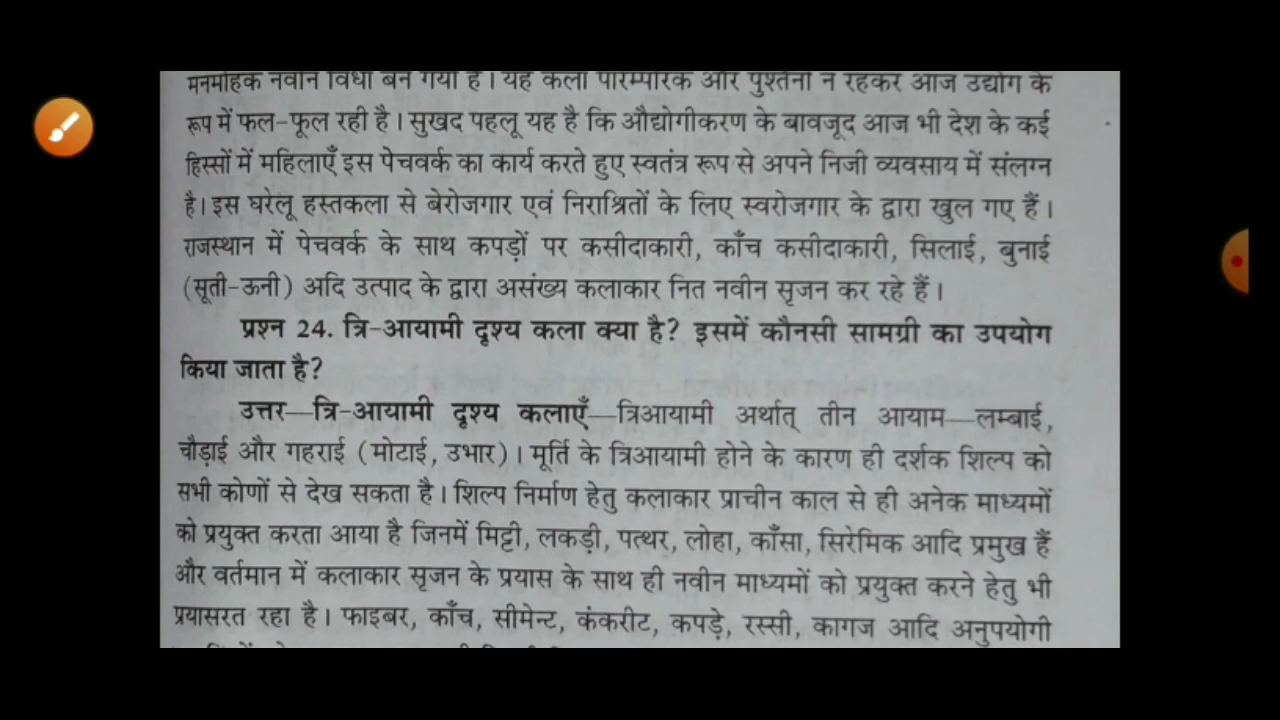 मनमोहक नवीन विधा बन गया है। यह कला पारम्परिक और पुश्तैनी न रहकर आज उद्योग के
रूप में फल-फूल रही है। सुखद पहलू यह है कि औद्योगीकरण के बावजूद आज भी देश के कई
हिस्सों में महिलाएँ इस पेचवर्क का कार्य करते हुए स्वतंत्र रूप से अपने निजी व्यवसाय में संलग्न
है। इस घरेलू हस्तकला से बेरोजगार एवं निराश्रितों के लिए स्वरोजगार के द्वारा खुल गए हैं।
राजस्थान में पेचवर्क के साथ कपड़ों पर कसीदाकारी, काँच कसीदाकारी, सिलाई, बुनाई
(सूती-ऊनी) अदि उत्पाद के द्वारा असंख्य कलाकार नित नवीन सृजन कर रहे हैं।
प्रश्न 24. त्रि-आयामी दृश्य कला क्या है? इसमें कौनसी सामग्री का उपयोग
किया जाता है?
उत्तर—त्रि-आयामी दृश्य कलाएँ—त्रिआयामी अर्थात् तीन आयाम—लम्बाई,
चौड़ाई और गहराई (मोटाई, उभार)। मूर्ति के त्रिआयामी होने के कारण ही दर्शक शिल्प को
सभी कोणों से देख सकता है। शिल्प निर्माण हेतु कलाकार प्राचीन काल से ही अनेक माध्यमों
को प्रयुक्त करता आया है जिनमें मिट्टी, लकड़ी, पत्थर, लोहा, काँसा, सिरेमिक आदि प्रमुख हैं
और वर्तमान में कलाकार सृजन के प्रयास के साथ ही नवीन माध्यमों को प्रयुक्त करने हेतु भी
प्रयासरत रहा है। फाइबर, काँच, सीमेन्ट, कंकरीट, कपड़े, रस्सी, कागज आदि अनुपयोगी